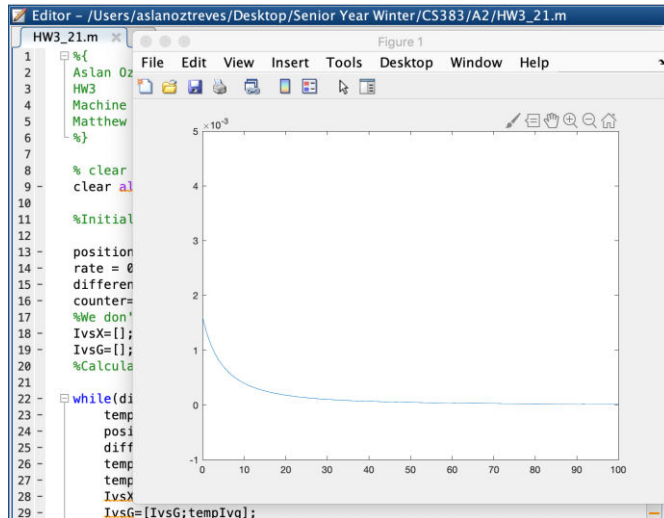 Editor - /Users/aslanoztreves/Desktop/Senior Year Winter/CS383/A2/HW3_21.m
HW3_21.m
Figure 1
File Edit View Insert Tools Desktop Window Help
1 %{
2 Aslan Oz
3 HW3
4 Machine
5 Matthew
6 %}
7
8 % clear
9 - clear al
10
11 %Initial
12
13 - position
14 - rate = 0
15 - differen
16 - counter=
17 %We don'
18 - IvsX=[];
19 - IvsG=[];
20 %Calcula
21
22 - while(di
23 - temp
24 - posi
25 - diff
26 - temp
27 - temp
28 - IvsX
29 - IvsG=[IvsG;tempIvg];
×10⁻³
5
4
3
2
1
0
-1
0 10 20 30 40 50 60 70 80 90 100